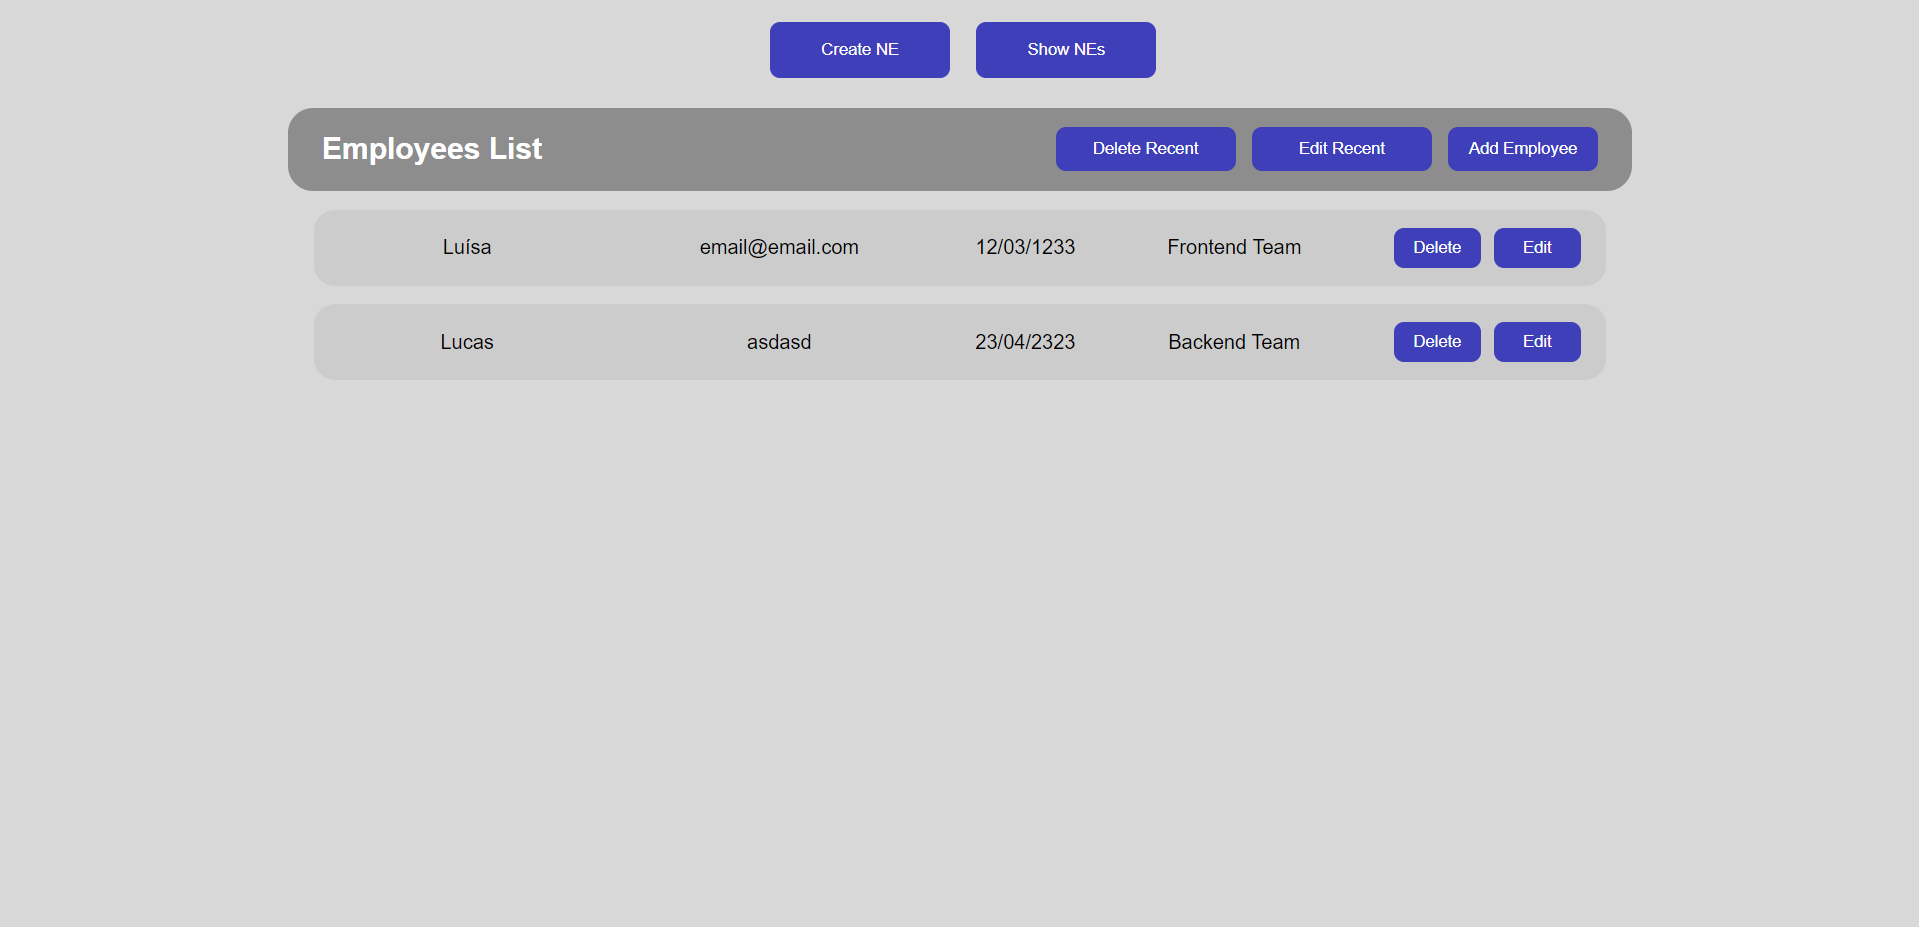 Create NE Show NEs
Employees List Delete Recent Edit Recent Add Employee
Luísa email@email.com 12/03/1233 Frontend Team Delete Edit
Lucas asdasd 23/04/2323 Backend Team Delete Edit